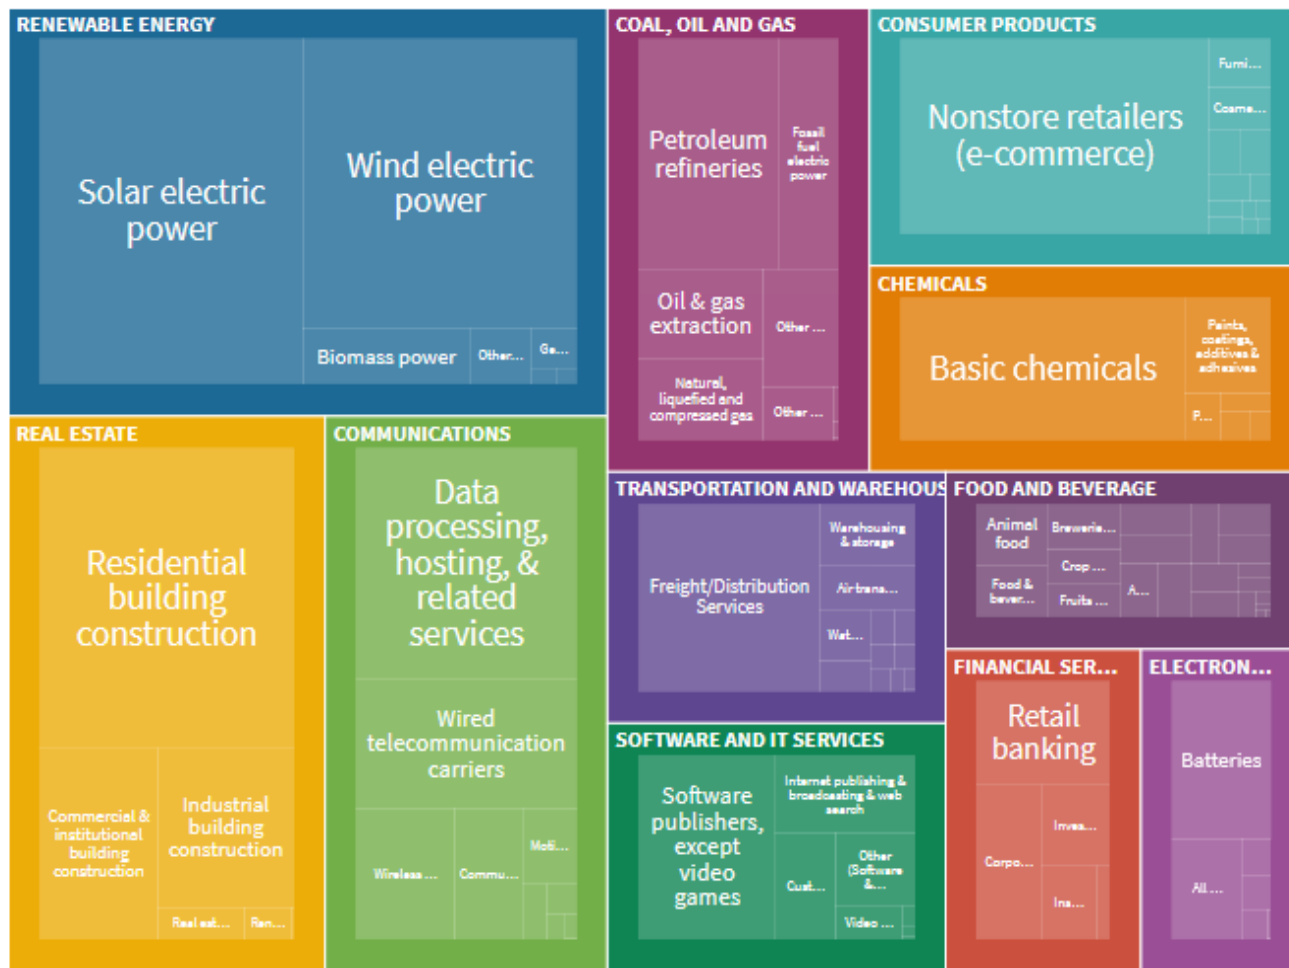 RENEWABLE ENERGY
Solar electric
power
Wind electric
power
Biomass power
Other...
Ge...
COAL, OIL AND GAS
Petroleum
refineries
Fossil
fuel
electric
power
Oil & gas
extraction
Other ...
Natural,
liquefied and
compressed gas
Other ...
CONSUMER PRODUCTS
Nonstore retailers
(e-commerce)
Furni...
Cosme...
CHEMICALS
Basic chemicals
Paints,
coatings,
additives &
adhesives
P...
REAL ESTATE
Residential
building
construction
Commercial &
institutional
building
construction
Industrial
building
construction
Real est...
Ren...
COMMUNICATIONS
Data
processing,
hosting, &
related
services
Wired
telecommunication
carriers
Wireless ...
Commu...
Moti...
TRANSPORTATION AND WAREHOUS
Freight/Distribution
Services
Warehousing
& storage
Air trans...
Wat...
FOOD AND BEVERAGE
Animal
food
Brewerie...
Crop ...
Food &
bever...
Fruits ...
A...
SOFTWARE AND IT SERVICES
Software
publishers,
except
video
games
Internet publishing &
broadcasting & web
search
Cust...
Other
(Software
&...
Video ...
FINANCIAL SER...
Retail
banking
Corpo...
Inves...
Ins...
ELECTRON...
Batteries
All ...